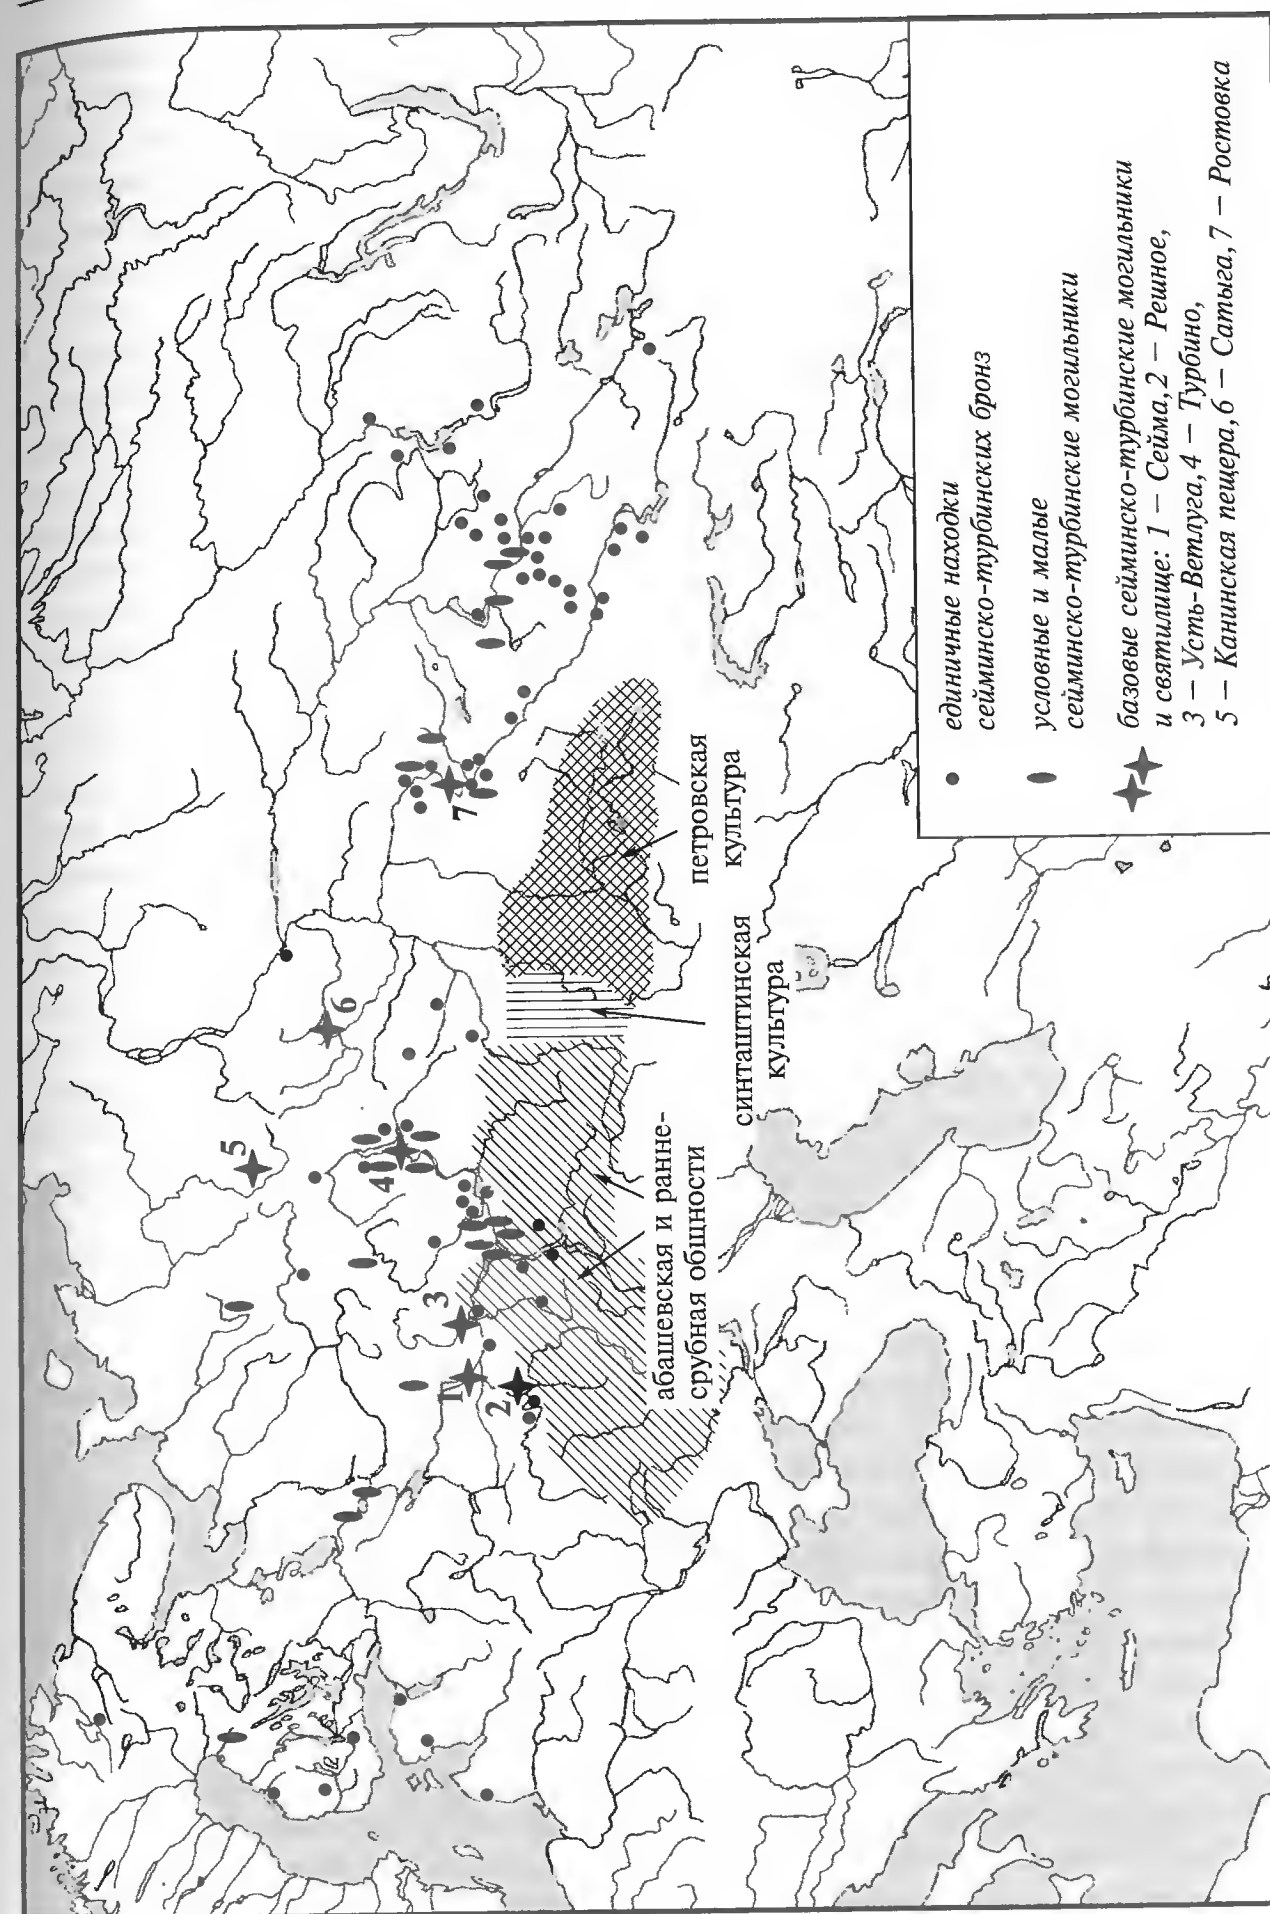 5
6
4
3
1
2
7
абашевская и ранне-
срубная общности
синташтинская
культура
петровская
культура
единичные находки
сейминско-турбинских бронз
условные и малые
сейминско-турбинские могильники
базовые сейминско-турбинские могильники
и святилище: 1 – Сейма, 2 – Решное,
3 – Усть-Ветлуга, 4 – Турбино,
5 – Канинская пещера, 6 – Сатыга, 7 – Ростовка